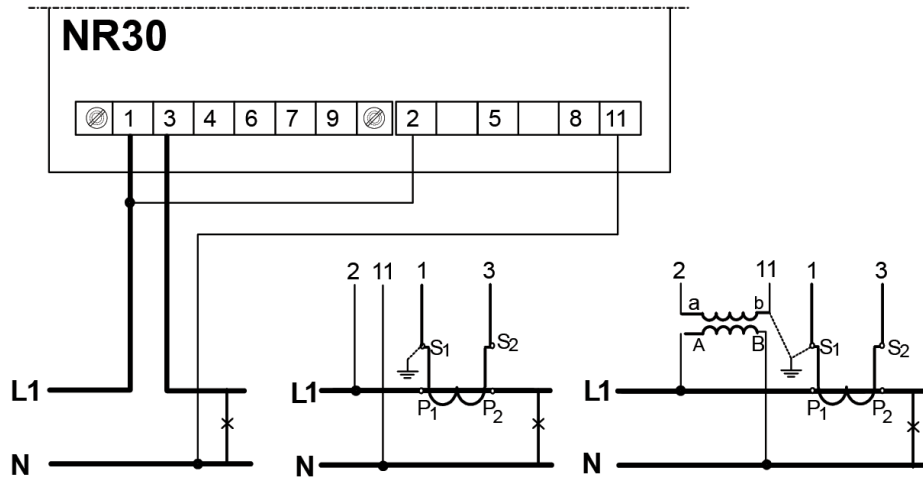 NR30
1 3 4 6 7 9 2 5 8 11
2 11 1 3 2 11 1 3
a b
S1 S2 A B S1 S2
L1 L1 L1
P1 P2 P1 P2
N N N